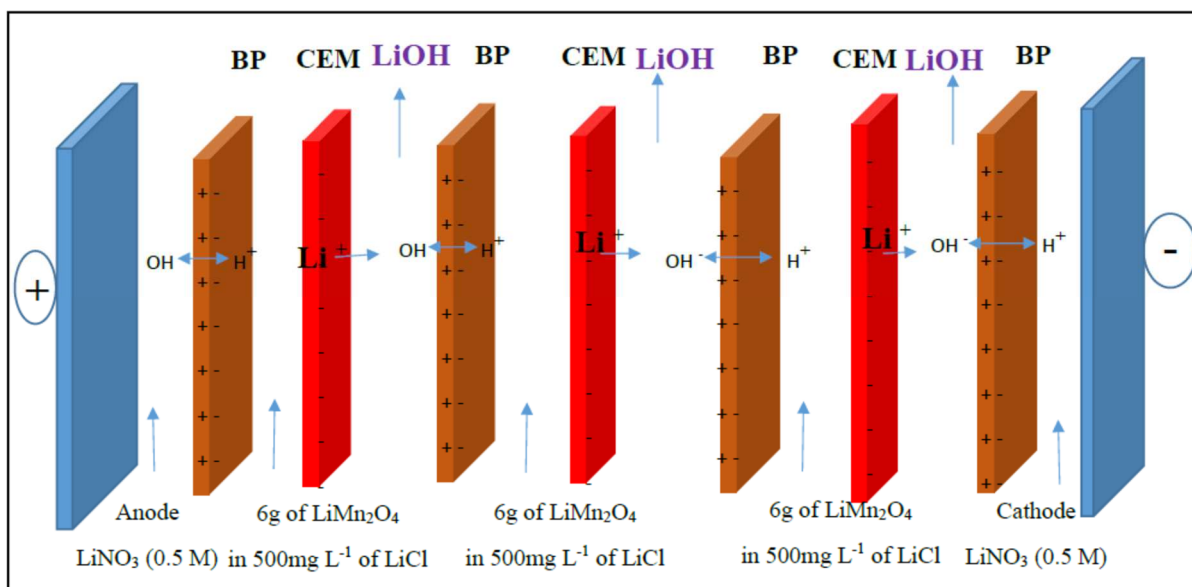 BP CEM LiOH BP CEM LiOH BP CEM LiOH BP
+ - - + - - + - - + -
OH H⁺ Li⁺ OH H⁺ Li⁺ OH⁻ H⁺ Li⁺ OH⁻ H⁺
+ -
Anode 6g of LiMn₂O₄ 6g of LiMn₂O₄ 6g of LiMn₂O₄ Cathode
LiNO₃ (0.5 M) in 500mg L⁻¹ of LiCl in 500mg L⁻¹ of LiCl in 500mg L⁻¹ of LiCl LiNO₃ (0.5 M)